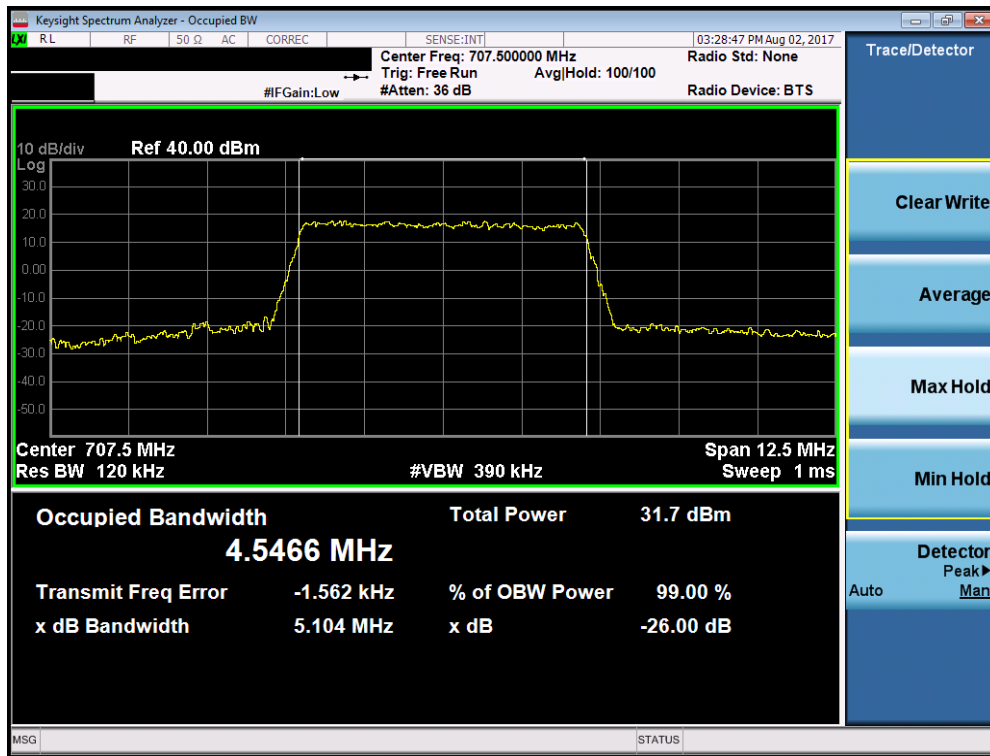 Keysight Spectrum Analyzer - Occupied BW
LXI RL RF 50 Ω AC CORREC SENSE:INT 03:28:47 PM Aug 02, 2017
Center Freq: 707.500000 MHz Radio Std: None
Trig: Free Run Avg|Hold: 100/100
#IFGain:Low #Atten: 36 dB Radio Device: BTS
10 dB/div Ref 40.00 dBm
Log
30.0
20.0
10.0
0.00
-10.0
-20.0
-30.0
-40.0
-50.0
Center 707.5 MHz Span 12.5 MHz
Res BW 120 kHz #VBW 390 kHz Sweep 1 ms
Occupied Bandwidth Total Power 31.7 dBm
4.5466 MHz
Transmit Freq Error -1.562 kHz % of OBW Power 99.00 %
x dB Bandwidth 5.104 MHz x dB -26.00 dB
MSG STATUS
Trace/Detector
Clear Write
Average
Max Hold
Min Hold
Detector
Peak▶
Auto Man